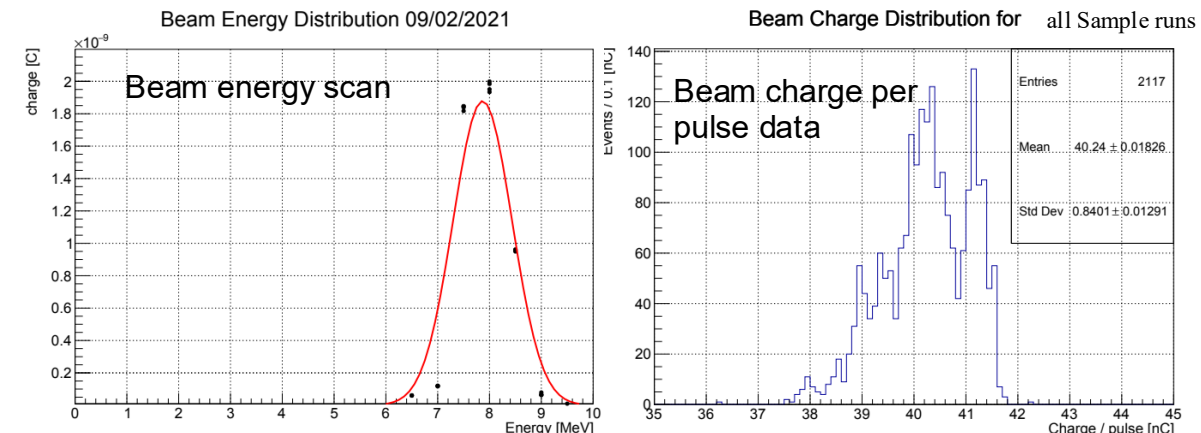 Beam Energy Distribution 09/02/2021
×10⁻⁹
charge [C]
Beam energy scan
2
1.8
1.6
1.4
1.2
1
0.8
0.6
0.4
0.2
0 1 2 3 4 5 6 7 8 9 10
Energy [MeV]
Beam Charge Distribution for all Sample runs
Events / 0.1 [nC]
Beam charge per
pulse data
Entries 2117
Mean 40.24 ± 0.01826
Std Dev 0.8401 ± 0.01291
140
120
100
80
60
40
20
0
35 36 37 38 39 40 41 42 43 44 45
Charge / pulse [nC]